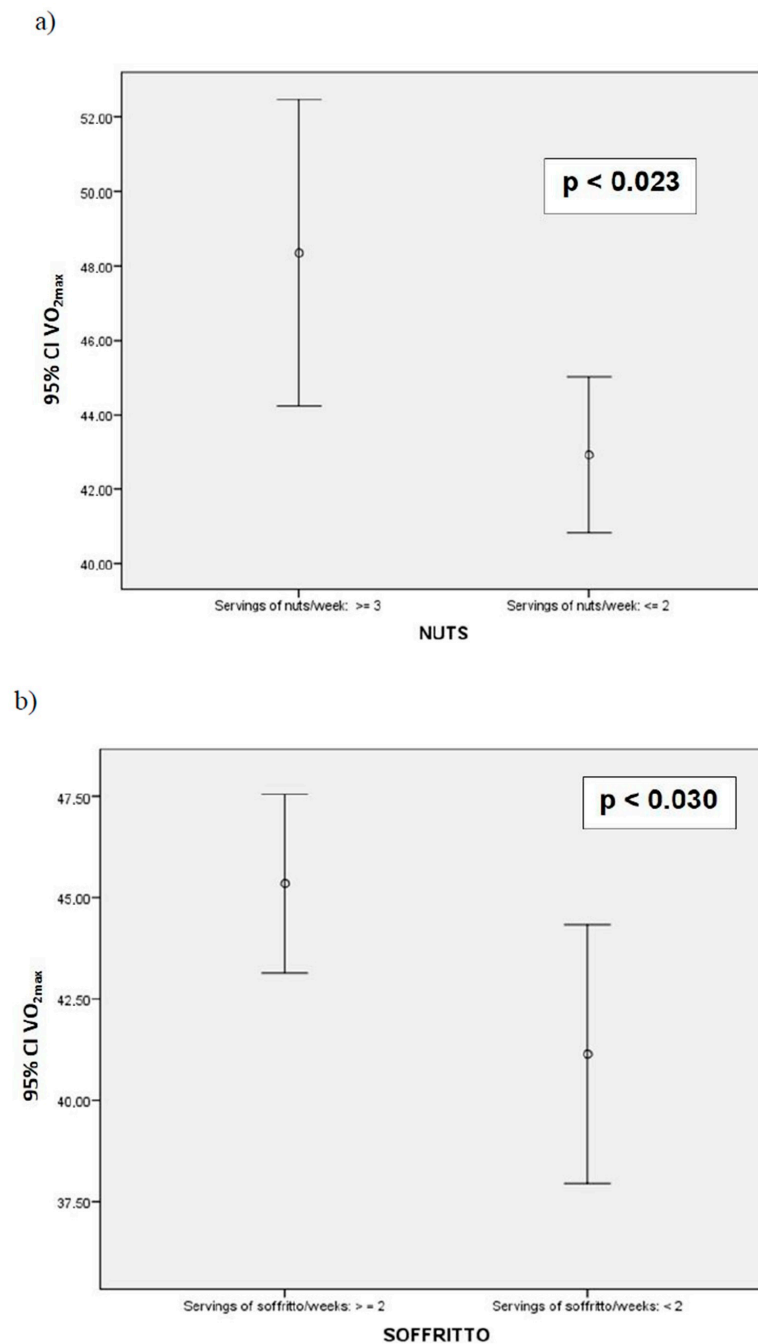 a)
52.00
50.00
48.00
46.00
44.00
42.00
40.00
95% CI VO2max
p < 0.023
Servings of nuts/week: >= 3
Servings of nuts/week: <= 2
NUTS
b)
47.50
45.00
42.50
40.00
37.50
95% CI VO2max
p < 0.030
Servings of soffritto/weeks: > = 2
Servings of soffritto/weeks: < 2
SOFFRITTO